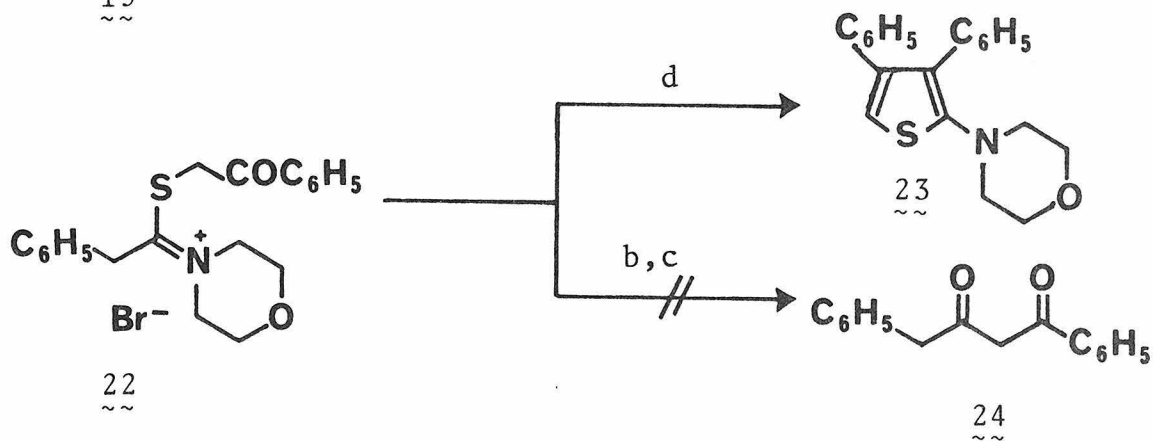 19
C6H5 C6H5
d
S N
O
23
S COC6H5
C6H5 N+
O
Br−
22
b,c
O O
C6H5 C6H5
24